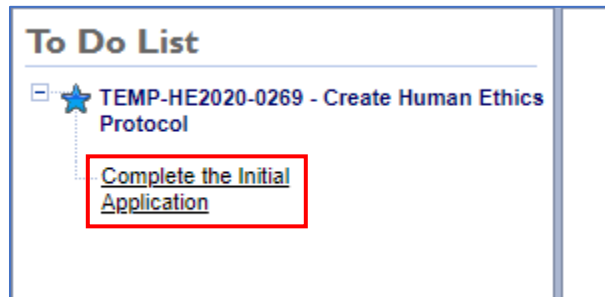 To Do List
TEMP-HE2020-0269 - Create Human Ethics
Protocol
Complete the Initial
Application